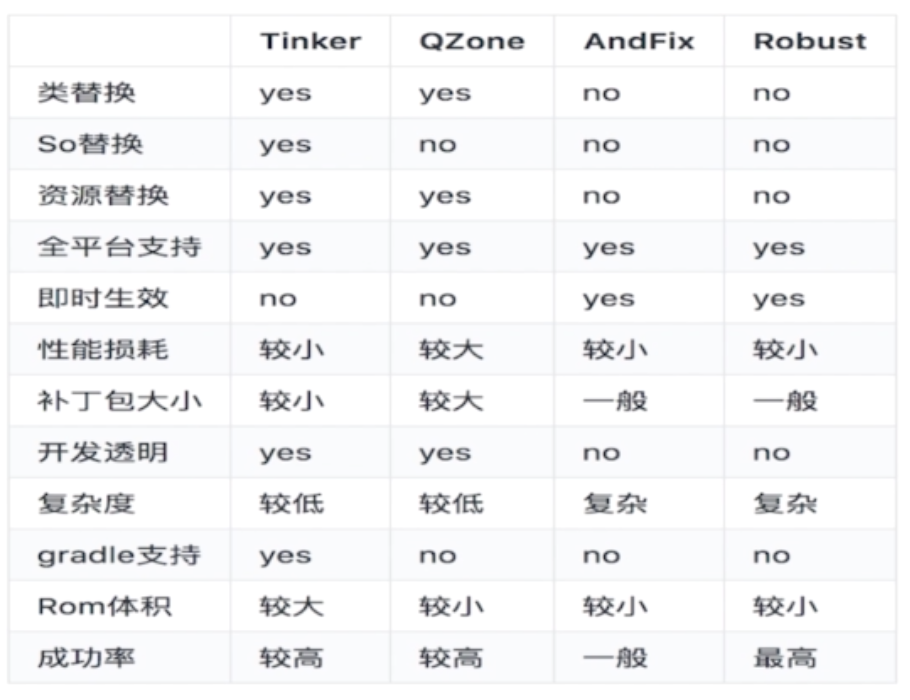 Tinker QZone AndFix Robust
类替换 yes yes no no
So替换 yes no no no
资源替换 yes yes no no
全平台支持 yes yes yes yes
即时生效 no no yes yes
性能损耗 较小 较大 较小 较小
补丁包大小 较小 较大 一般 一般
开发透明 yes yes no no
复杂度 较低 较低 复杂 复杂
gradle支持 yes no no no
Rom体积 较大 较小 较小 较小
成功率 较高 较高 一般 最高